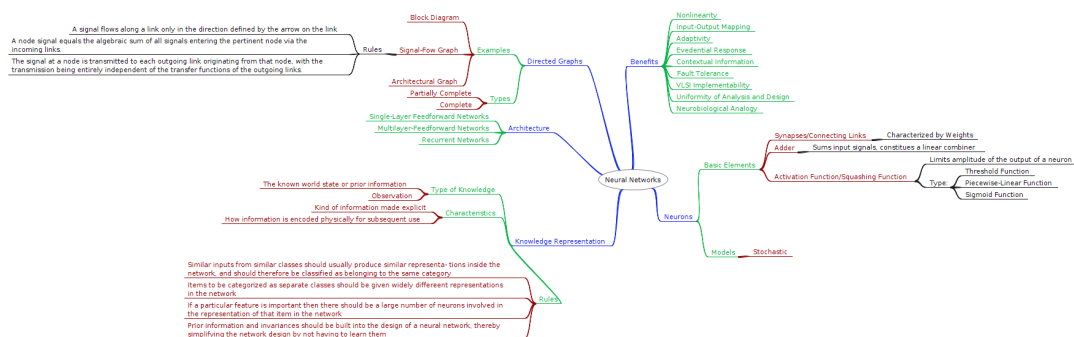 Block Diagram
A signal flows along a link only in the direction defined by the arrow on the link
A node signal equals the algebraic sum of all signals entering the pertinent node via the
incoming links.
The signal at a node is transmitted to each outgoing link originating from that node, with the
transmission being entirely independent of the transfer functions of the outgoing links.
Rules
Signal-Fow Graph
Architectural Graph
Examples
Partially Complete
Complete
Types
Directed Graphs
Single-Layer Feedforward Networks
Multilayer-Feedforward Networks
Recurrent Networks
Architecture
The known world state or prior information
Observation
Type of Knowledge
Kind of information made explicit
How information is encoded physically for subsequent use
Characteristics
Knowledge Representation
Similar inputs from similar classes should usually produce similar representa- tions inside the
network, and should therefore be classified as belonging to the same category
Items to be categorized as separate classes should be given widely differeent representations
in the network
If a particular feature is important then there should be a large number of neurons involved in
the representation of that item in the network
Prior information and invariances should be built into the design of a neural network, thereby
simplifying the network design by not having to learn them
Rules
Neural Networks
Benefits
Nonlinearity
Input-Output Mapping
Adaptivity
Evedential Response
Contextual Information
Fault Tolerance
VLSI Implementability
Uniformity of Analysis and Design
Neurobiological Analogy
Neurons
Basic Elements
Synapses/Connecting Links
Characterized by Weights
Adder
Sums input signals, constitues a linear combiner
Activation Function/Squashing Function
Limits amplitude of the output of a neuron
Type:
Threshold Function
Piecewise-Linear Function
Sigmoid Function
Models
Stochastic